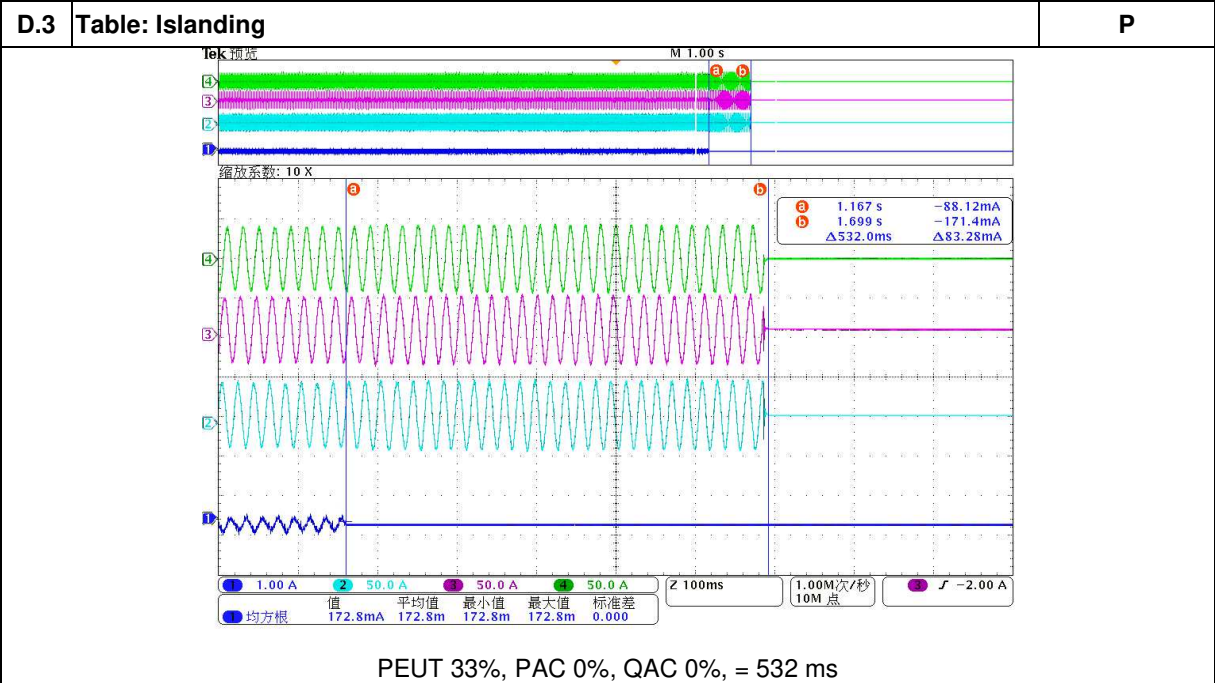 D.3 Table: Islanding P
Tek 预览 M 1.00 s
a b
4
3
2
1
缩放系数: 10 X
a b
a 1.167 s −88.12mA
b 1.699 s −171.4mA
Δ532.0ms Δ83.28mA
4
3
2
1
1 1.00 A 2 50.0 A 3 50.0 A 4 50.0 A Z 100ms 1.00M次/秒 3 −2.00 A
10M 点
值 平均值 最小值 最大值 标准差
1 均方根 172.8mA 172.8m 172.8m 172.8m 0.000
PEUT 33%, PAC 0%, QAC 0%, = 532 ms